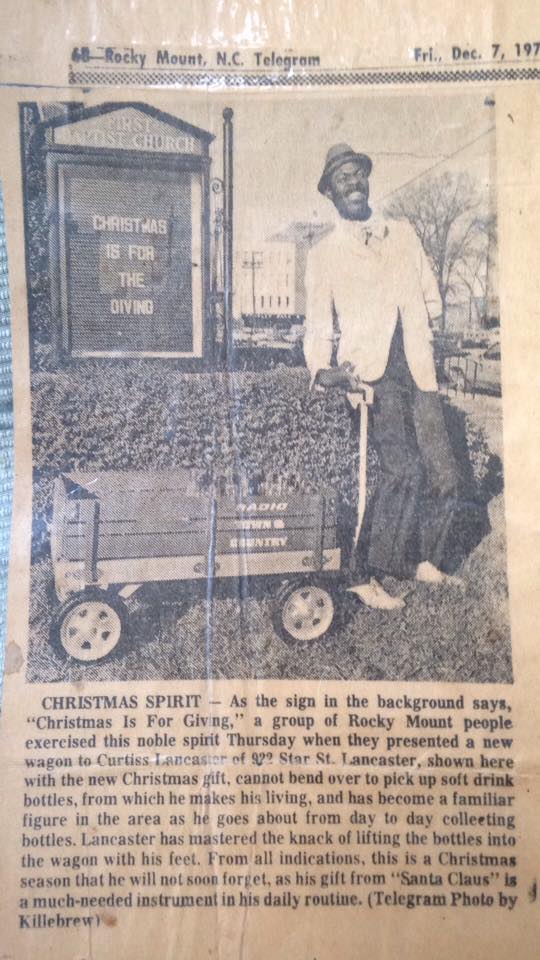 6B—Rocky Mount, N.C. Telegram Fri., Dec. 7, 197
FIRST
BAPTIST CHURCH
CHRISTMAS
IS FOR
THE
GIVING
RADIO
TOWN &
COUNTRY
CHRISTMAS SPIRIT — As the sign in the background says,
"Christmas Is For Giving," a group of Rocky Mount people
exercised this noble spirit Thursday when they presented a new
wagon to Curtiss Lancaster of 922 Star St. Lancaster, shown here
with the new Christmas gift, cannot bend over to pick up soft drink
bottles, from which he makes his living, and has become a familiar
figure in the area as he goes about from day to day collecting
bottles. Lancaster has mastered the knack of lifting the bottles into
the wagon with his feet. From all indications, this is a Christmas
season that he will not soon forget, as his gift from "Santa Claus" is
a much-needed instrument in his daily routine. (Telegram Photo by
Killebrew)